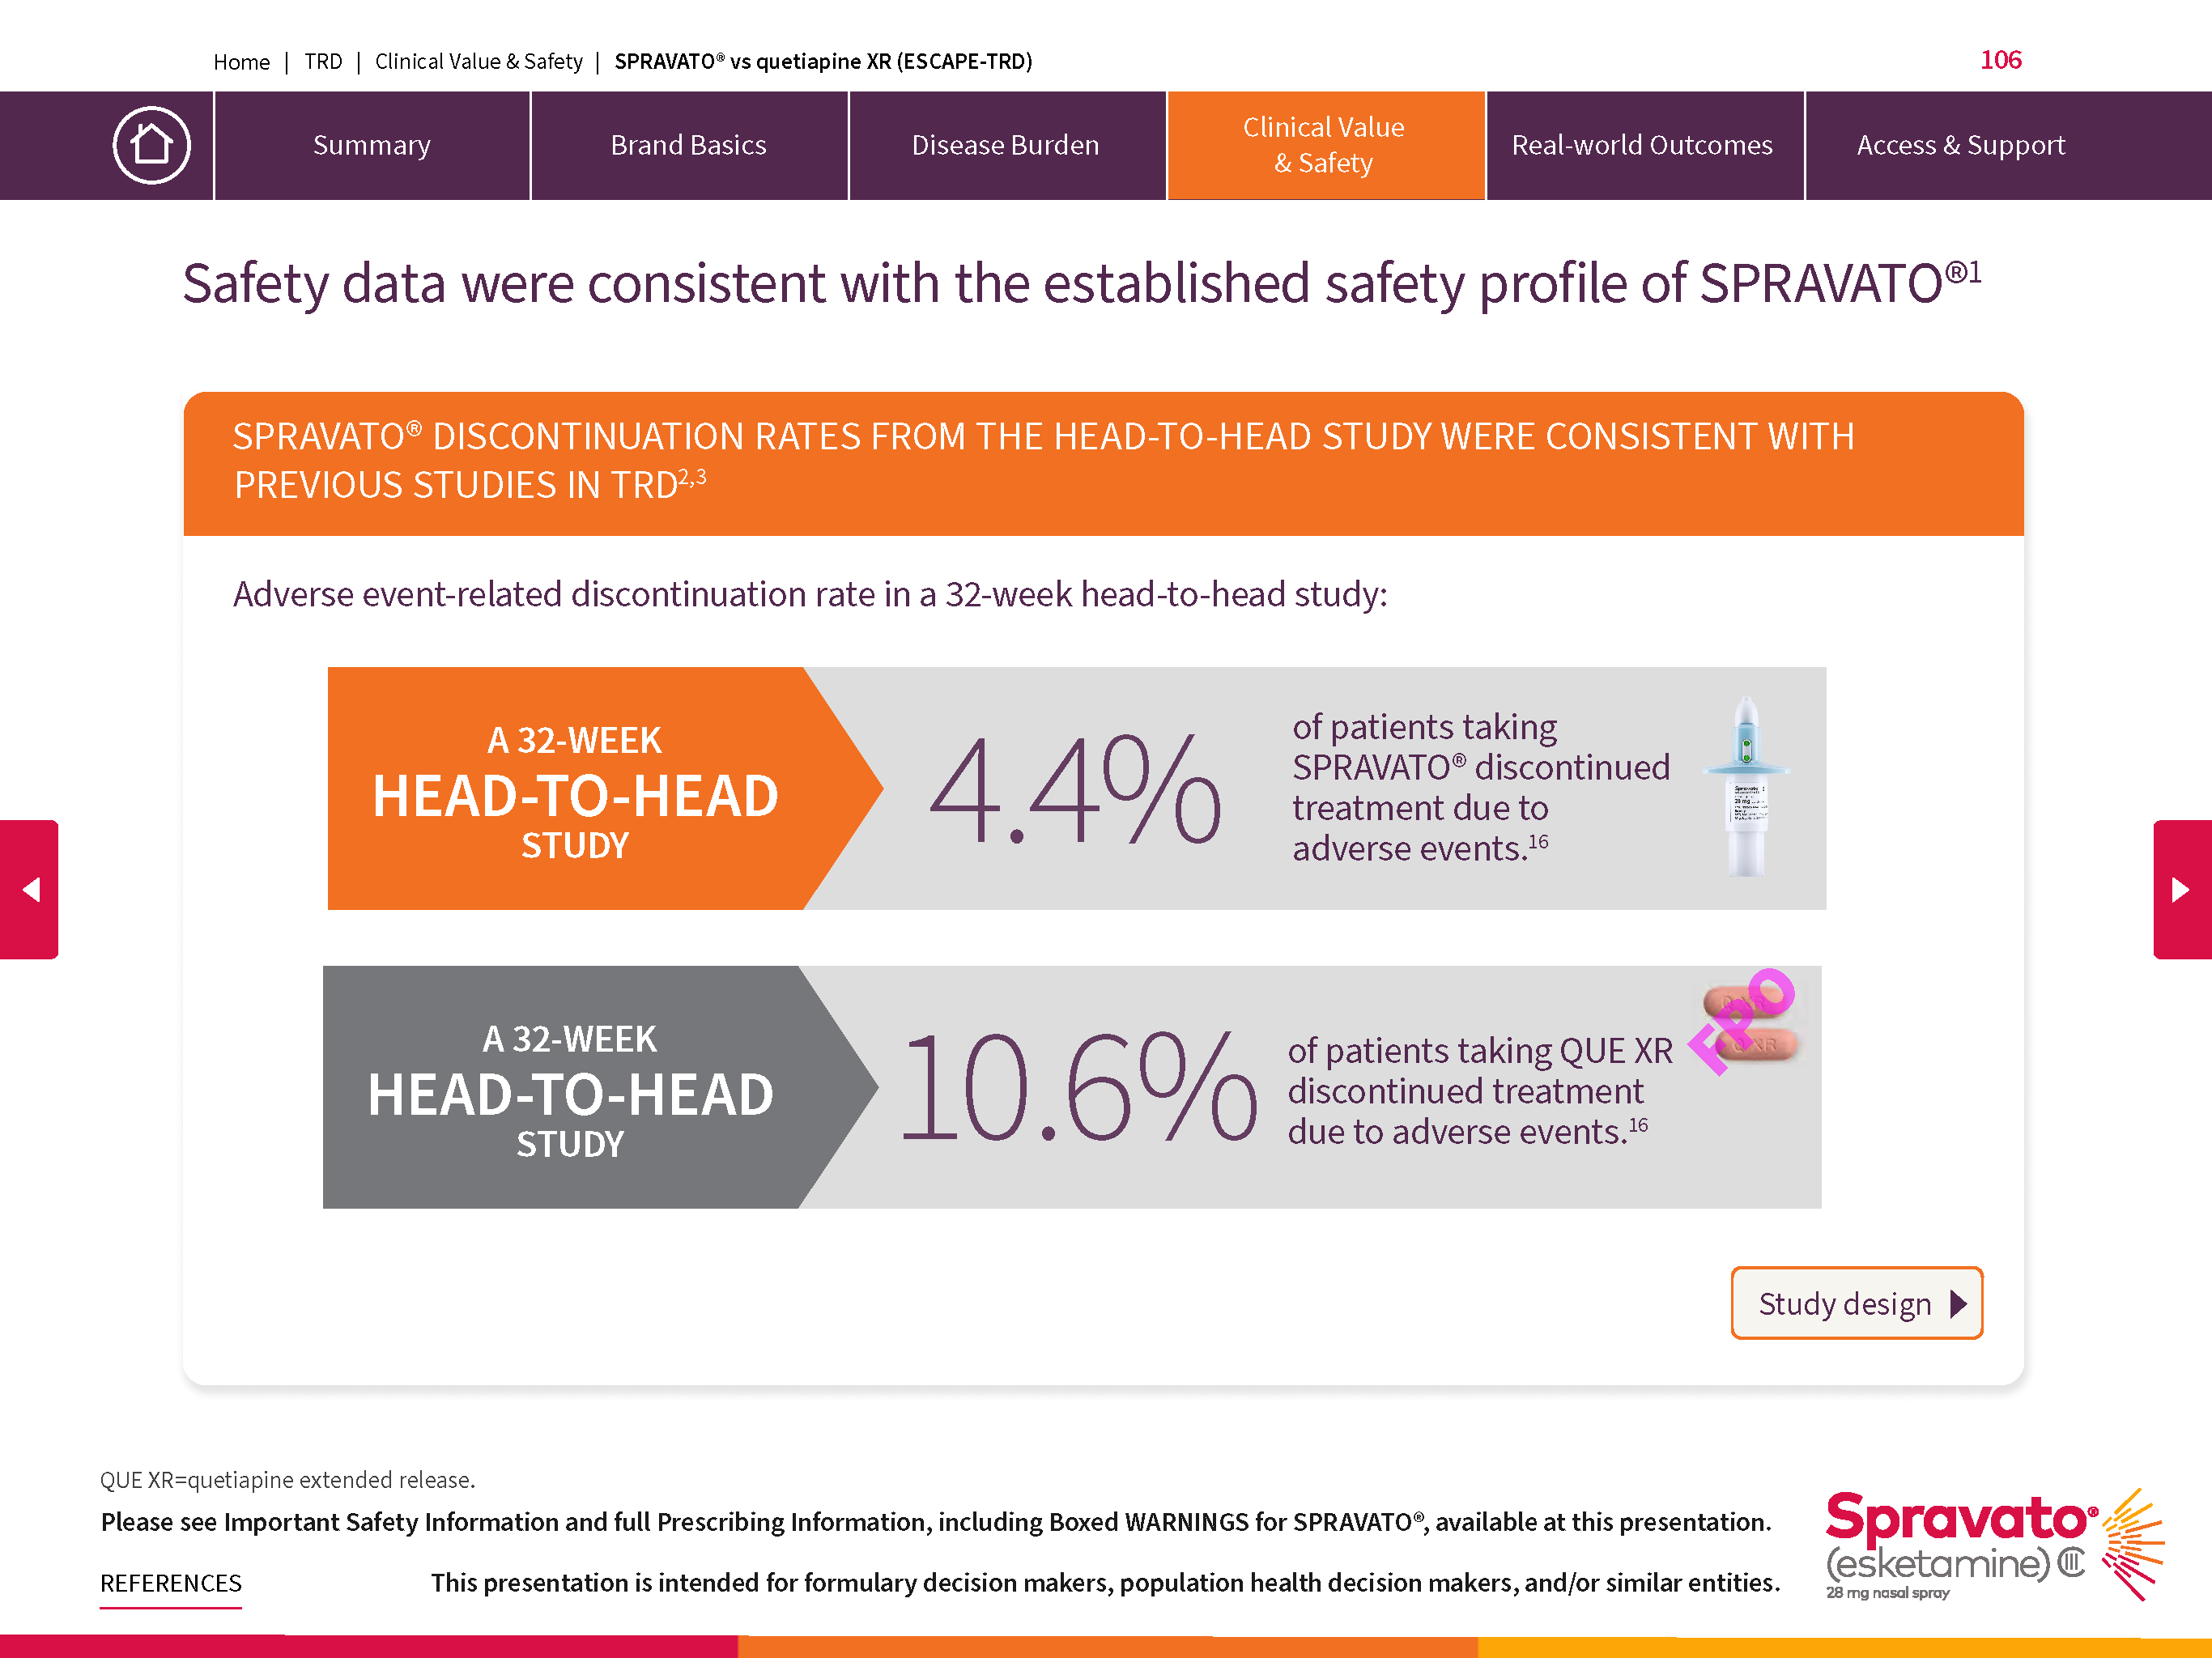 Home | TRD | Clinical Value & Safety | SPRAVATO® vs quetiapine XR (ESCAPE-TRD)
106
Summary
Brand Basics
Disease Burden
Clinical Value
& Safety
Real-world Outcomes
Access & Support
Safety data were consistent with the established safety profile of SPRAVATO®1
SPRAVATO® DISCONTINUATION RATES FROM THE HEAD-TO-HEAD STUDY WERE CONSISTENT WITH
PREVIOUS STUDIES IN TRD2,3
Adverse event-related discontinuation rate in a 32-week head-to-head study:
A 32-WEEK
HEAD-TO-HEAD
STUDY
4.4%
of patients taking
SPRAVATO® discontinued
treatment due to
adverse events.16
Spravato
28 mg
A 32-WEEK
HEAD-TO-HEAD
STUDY
10.6%
of patients taking QUE XR
discontinued treatment
due to adverse events.16
FPO
Study design
QUE XR=quetiapine extended release.
Please see Important Safety Information and full Prescribing Information, including Boxed WARNINGS for SPRAVATO®, available at this presentation.
REFERENCES
This presentation is intended for formulary decision makers, population health decision makers, and/or similar entities.
Spravato®
(esketamine) CIII
28 mg nasal spray